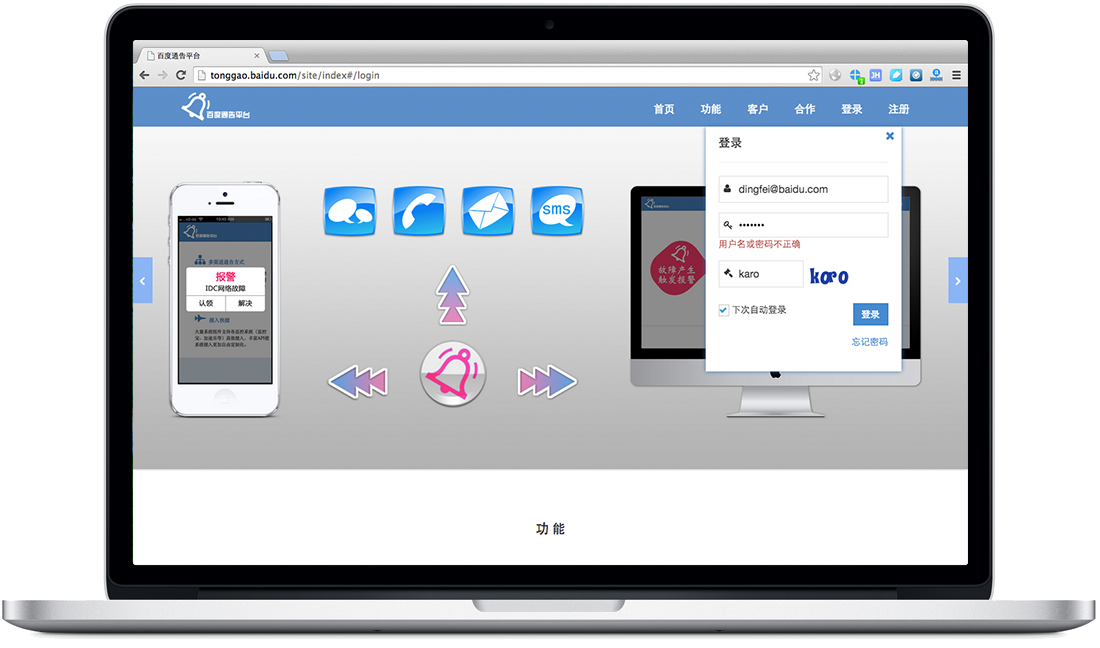 百度通告平台
tonggao.baidu.com/site/index#/login
JH
百度通告平台
首页 功能 客户 合作 登录 注册
登录
dingfei@baidu.com
•••••••
用户名或密码不正确
karo
karo
下次自动登录
登录
忘记密码
sms
百度通告平台
多渠道通告方式
报警
IDC网络故障
认领 解决
接入快捷
故障产生
触发报警
功能